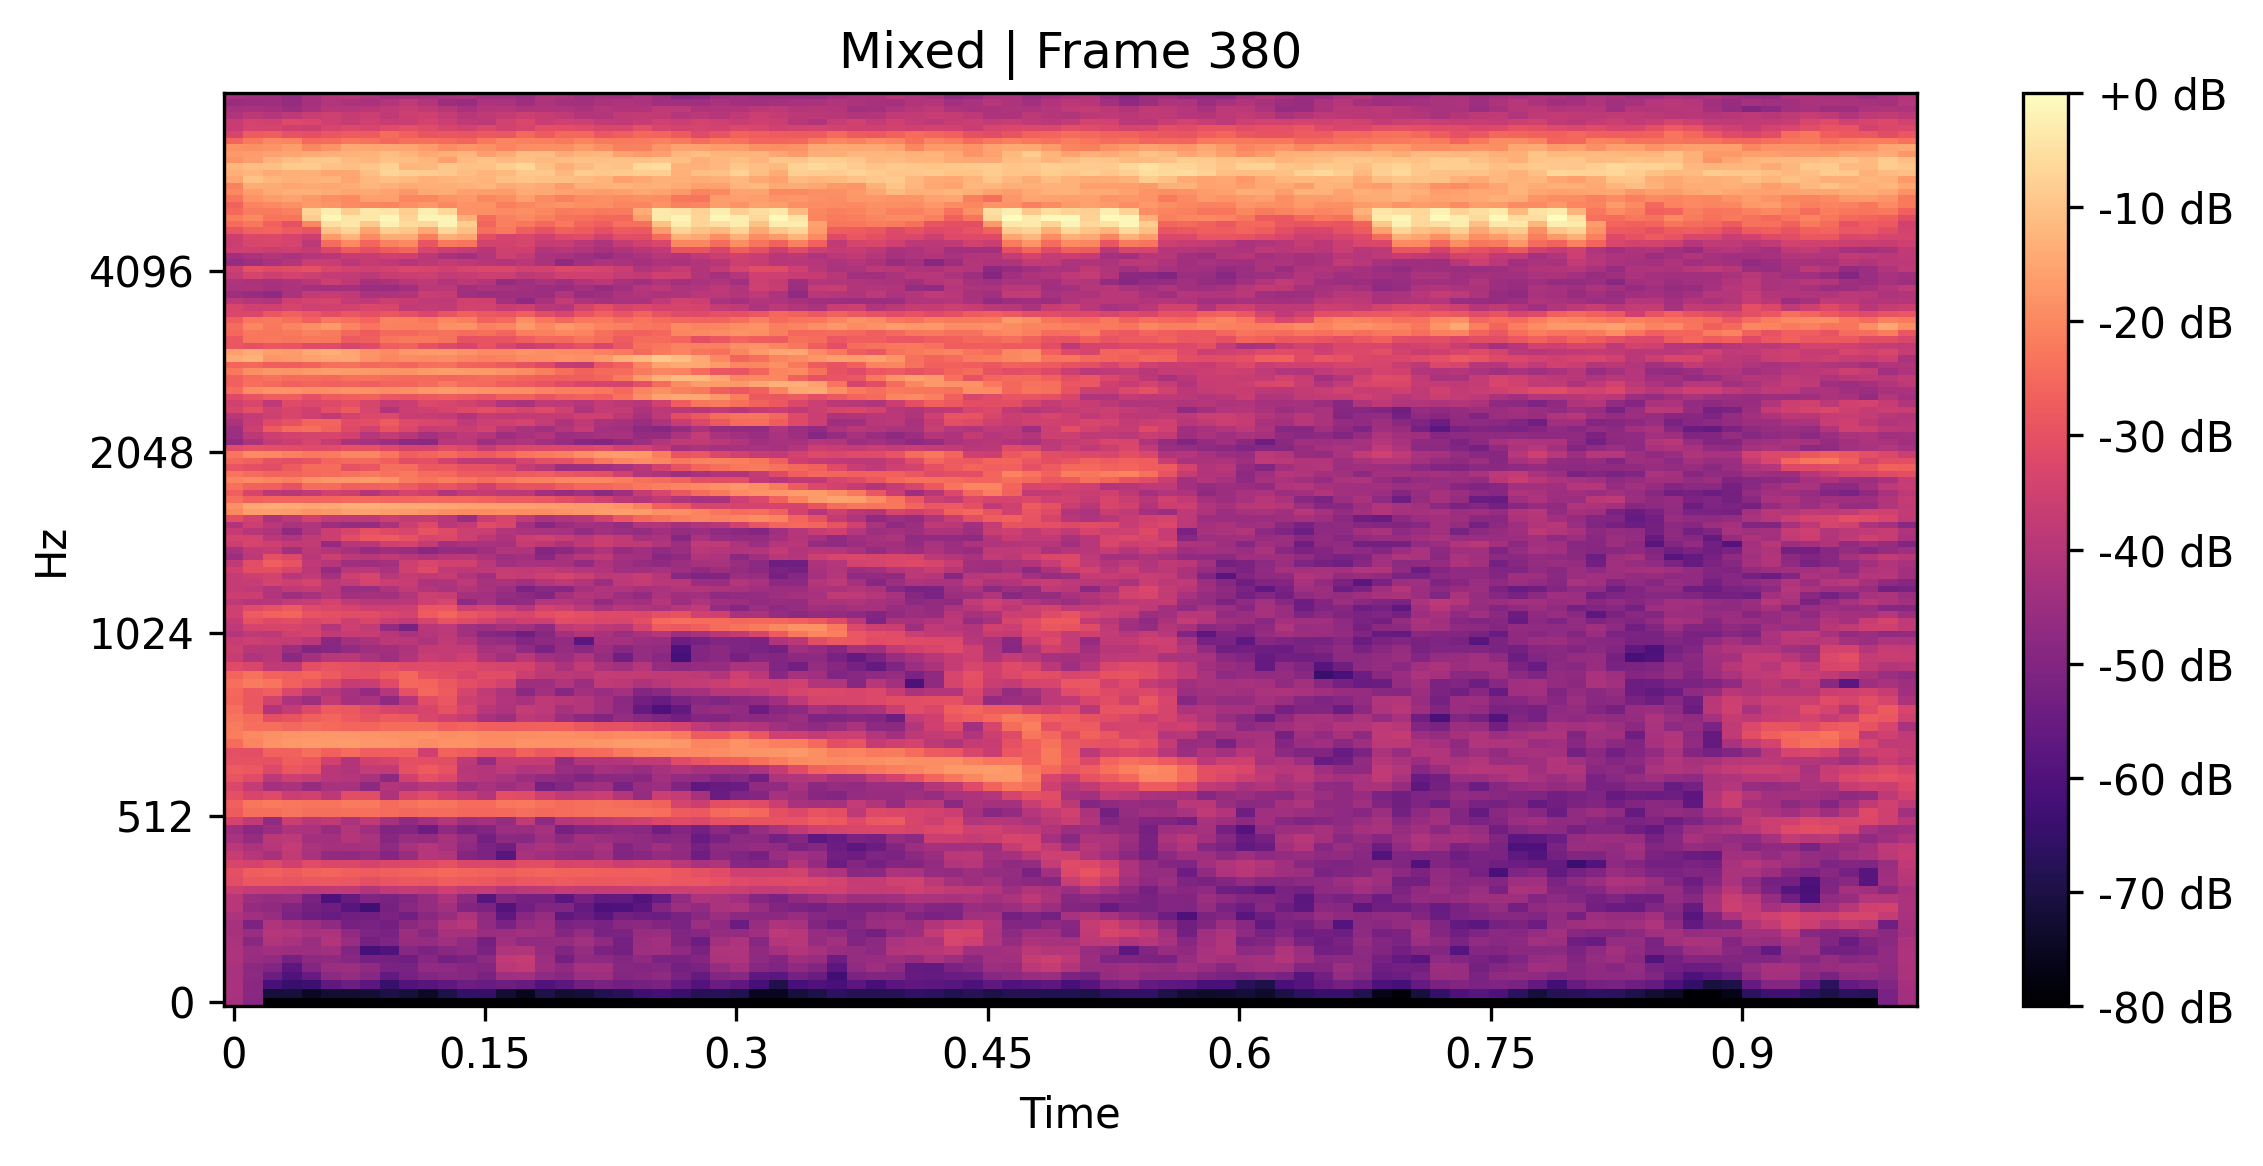 Mixed | Frame 380
+0 dB
-10 dB
-20 dB
-30 dB
-40 dB
-50 dB
-60 dB
-70 dB
-80 dB
Hz
4096
2048
1024
512
0
0 0.15 0.3 0.45 0.6 0.75 0.9
Time